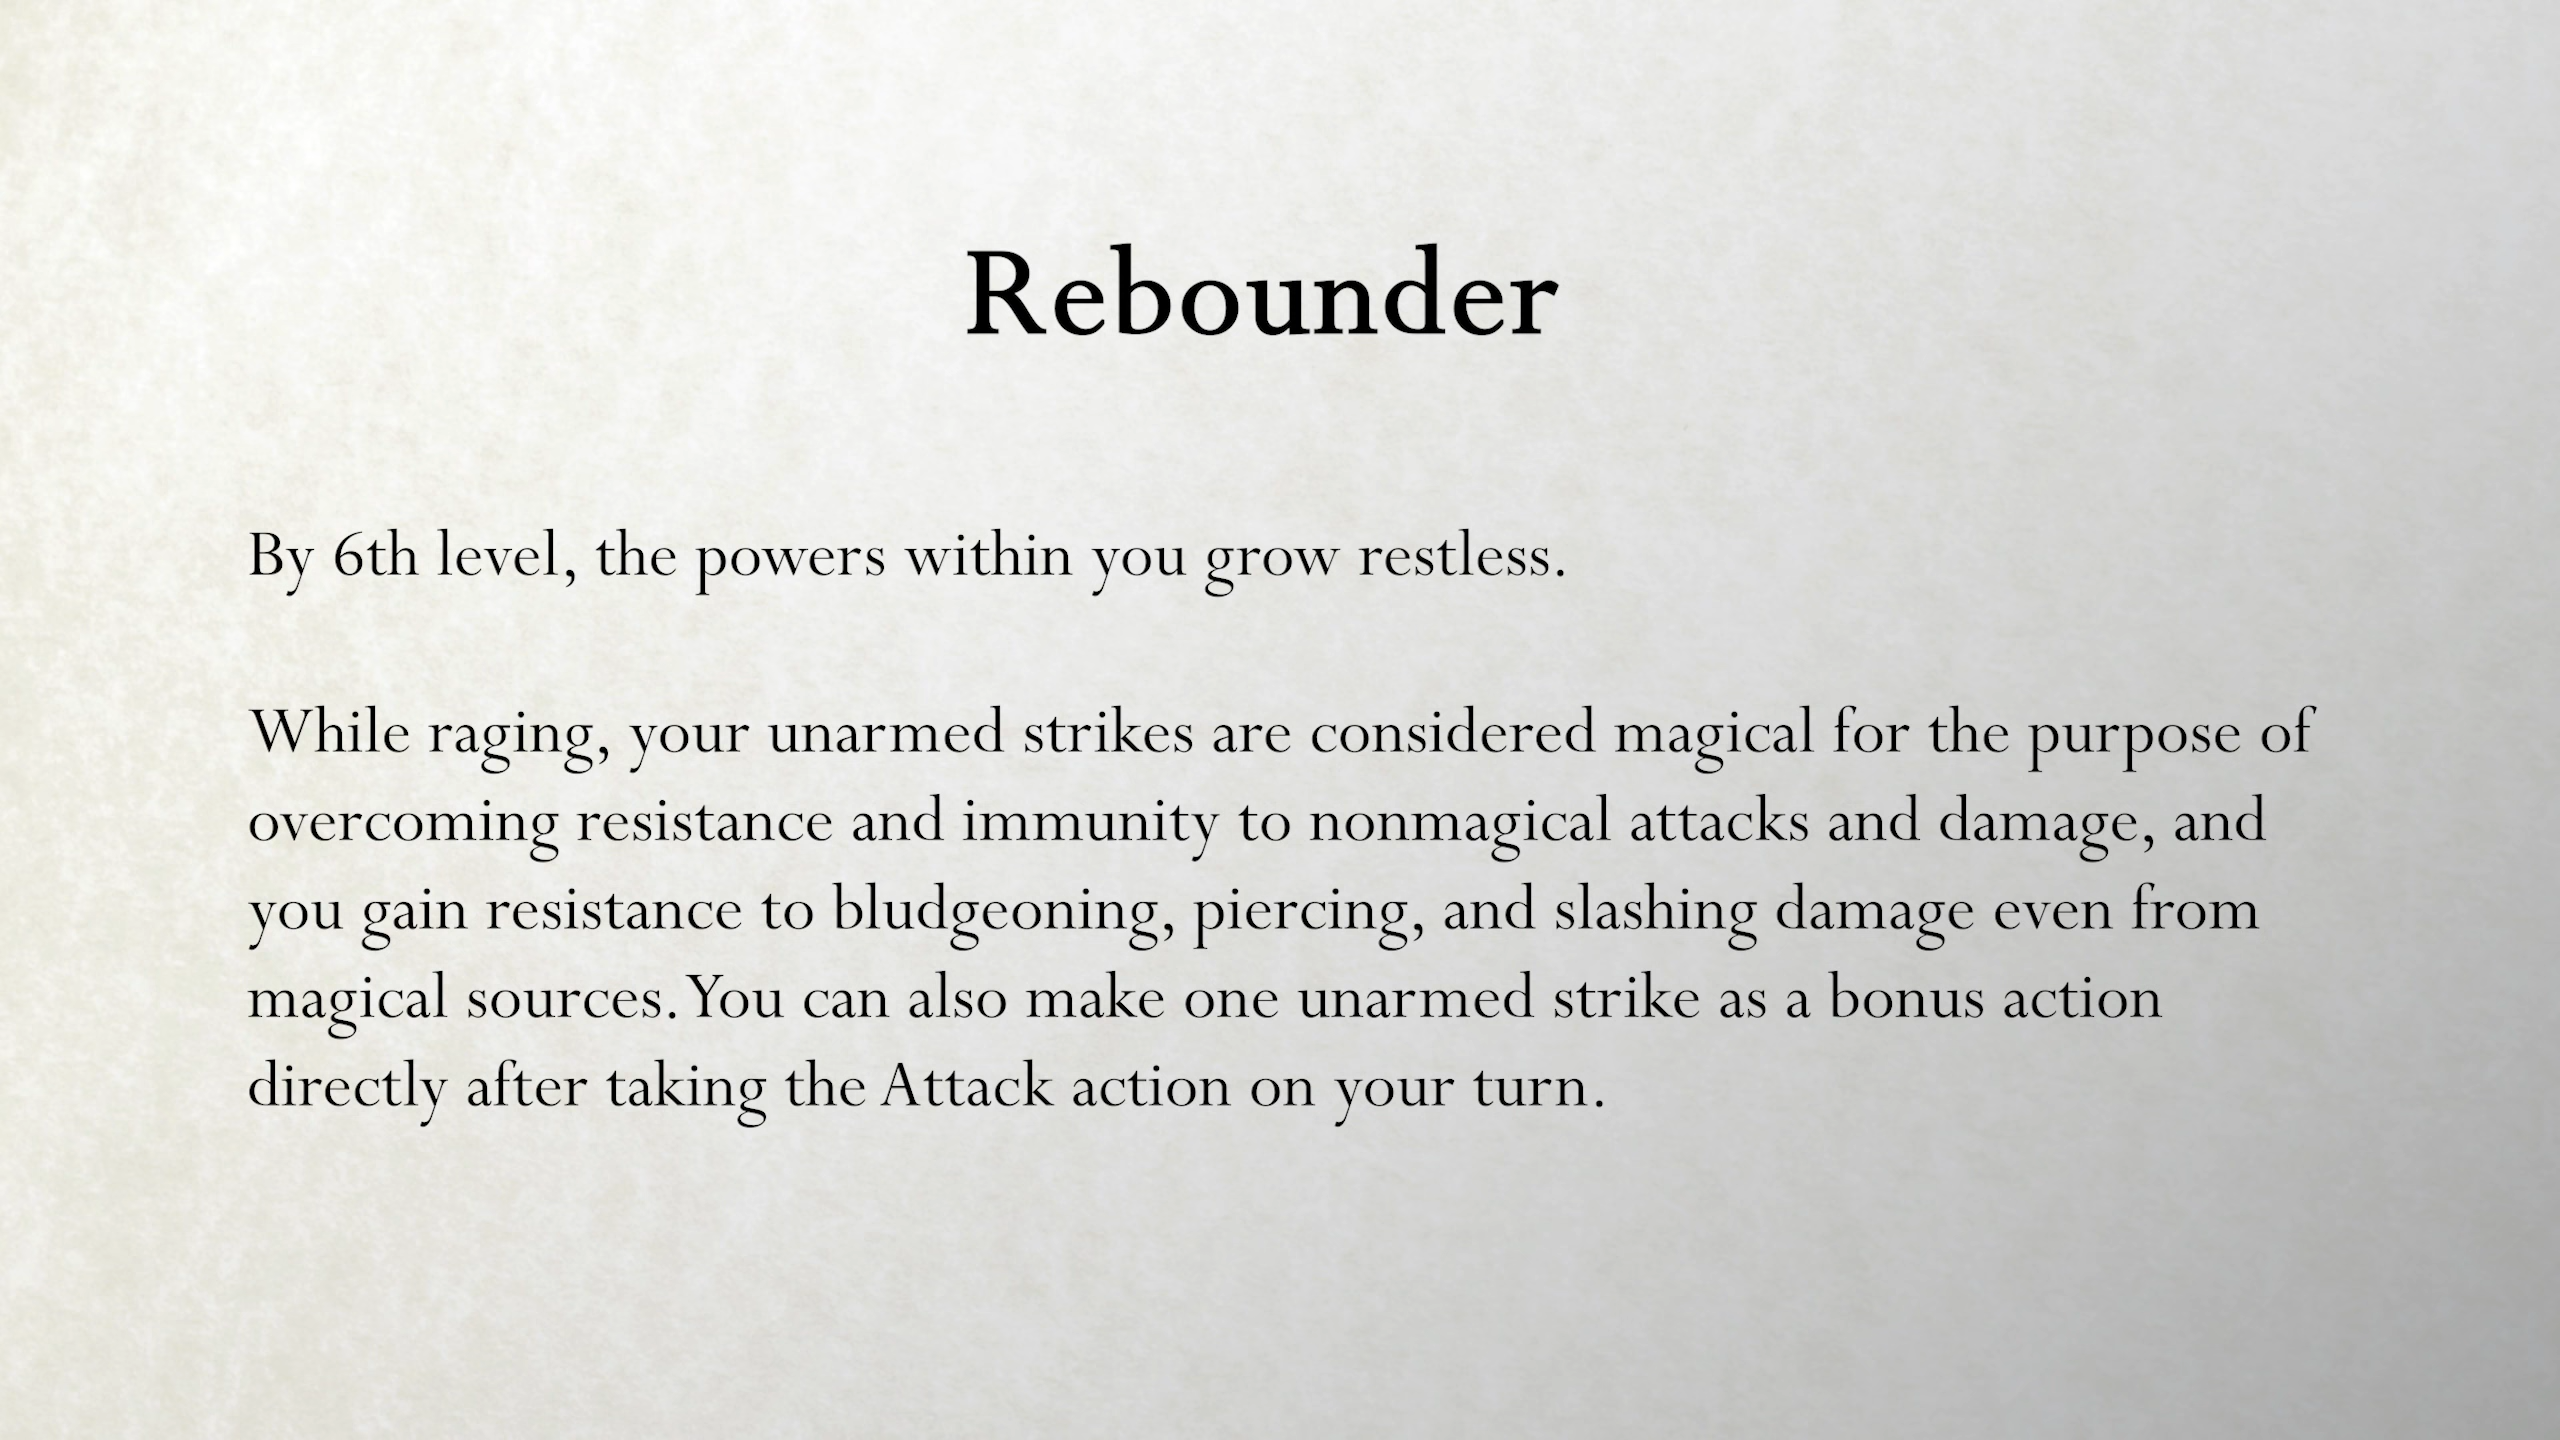 Rebounder
By 6th level, the powers within you grow restless.
While raging, your unarmed strikes are considered magical for the purpose of
overcoming resistance and immunity to nonmagical attacks and damage, and
you gain resistance to bludgeoning, piercing, and slashing damage even from
magical sources. You can also make one unarmed strike as a bonus action
directly after taking the Attack action on your turn.